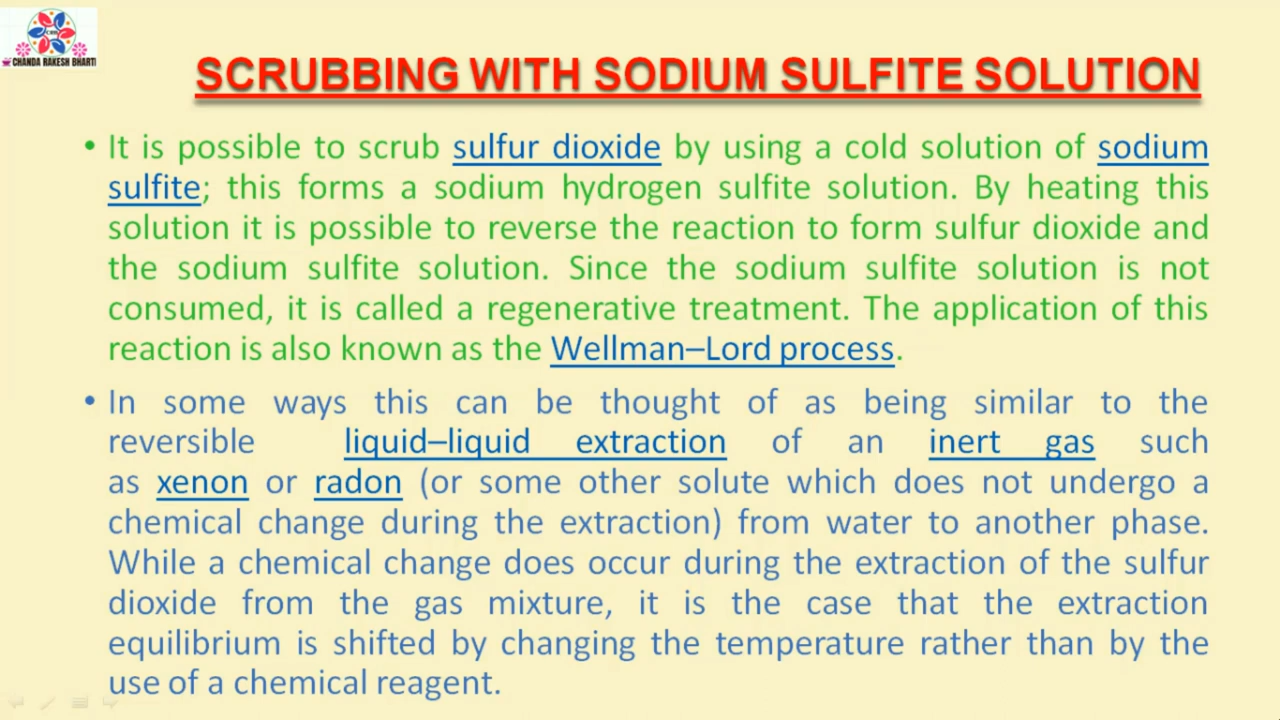 CHANDA RAKESH BHARTI
SCRUBBING WITH SODIUM SULFITE SOLUTION
• It is possible to scrub sulfur dioxide by using a cold solution of sodium
sulfite; this forms a sodium hydrogen sulfite solution. By heating this
solution it is possible to reverse the reaction to form sulfur dioxide and
the sodium sulfite solution. Since the sodium sulfite solution is not
consumed, it is called a regenerative treatment. The application of this
reaction is also known as the Wellman–Lord process.
• In some ways this can be thought of as being similar to the
reversible liquid–liquid extraction of an inert gas such
as xenon or radon (or some other solute which does not undergo a
chemical change during the extraction) from water to another phase.
While a chemical change does occur during the extraction of the sulfur
dioxide from the gas mixture, it is the case that the extraction
equilibrium is shifted by changing the temperature rather than by the
use of a chemical reagent.